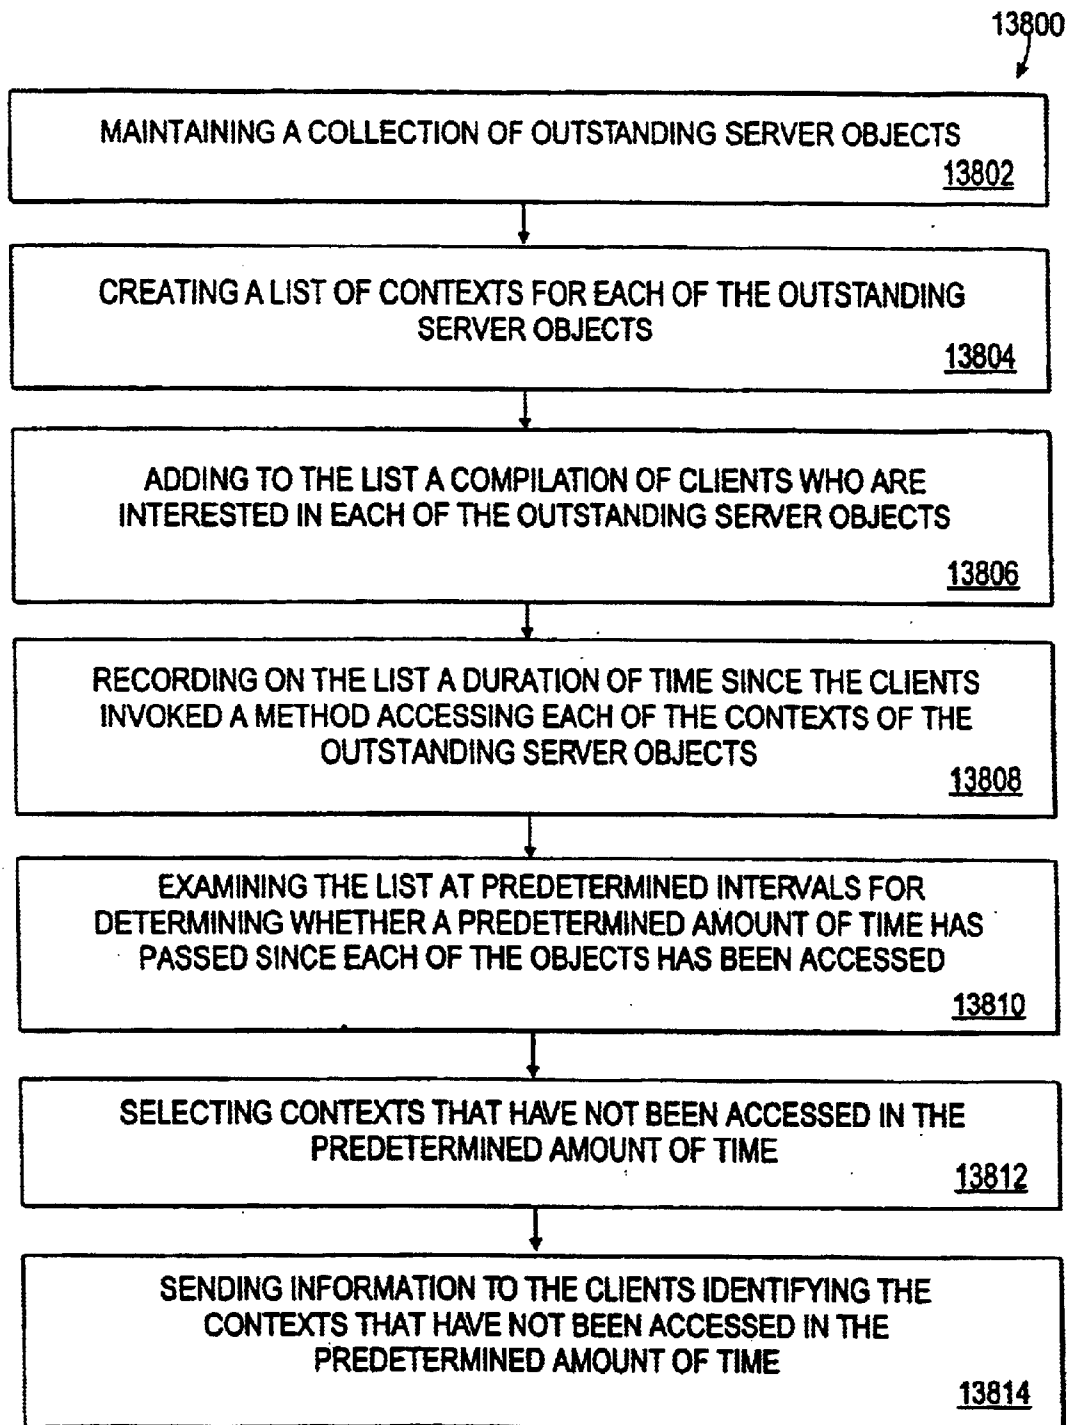 13800
MAINTAINING A COLLECTION OF OUTSTANDING SERVER OBJECTS
13802
CREATING A LIST OF CONTEXTS FOR EACH OF THE OUTSTANDING
SERVER OBJECTS
13804
ADDING TO THE LIST A COMPILATION OF CLIENTS WHO ARE
INTERESTED IN EACH OF THE OUTSTANDING SERVER OBJECTS
13806
RECORDING ON THE LIST A DURATION OF TIME SINCE THE CLIENTS
INVOKED A METHOD ACCESSING EACH OF THE CONTEXTS OF THE
OUTSTANDING SERVER OBJECTS
13808
EXAMINING THE LIST AT PREDETERMINED INTERVALS FOR
DETERMINING WHETHER A PREDETERMINED AMOUNT OF TIME HAS
PASSED SINCE EACH OF THE OBJECTS HAS BEEN ACCESSED
13810
SELECTING CONTEXTS THAT HAVE NOT BEEN ACCESSED IN THE
PREDETERMINED AMOUNT OF TIME
13812
SENDING INFORMATION TO THE CLIENTS IDENTIFYING THE
CONTEXTS THAT HAVE NOT BEEN ACCESSED IN THE
PREDETERMINED AMOUNT OF TIME
13814